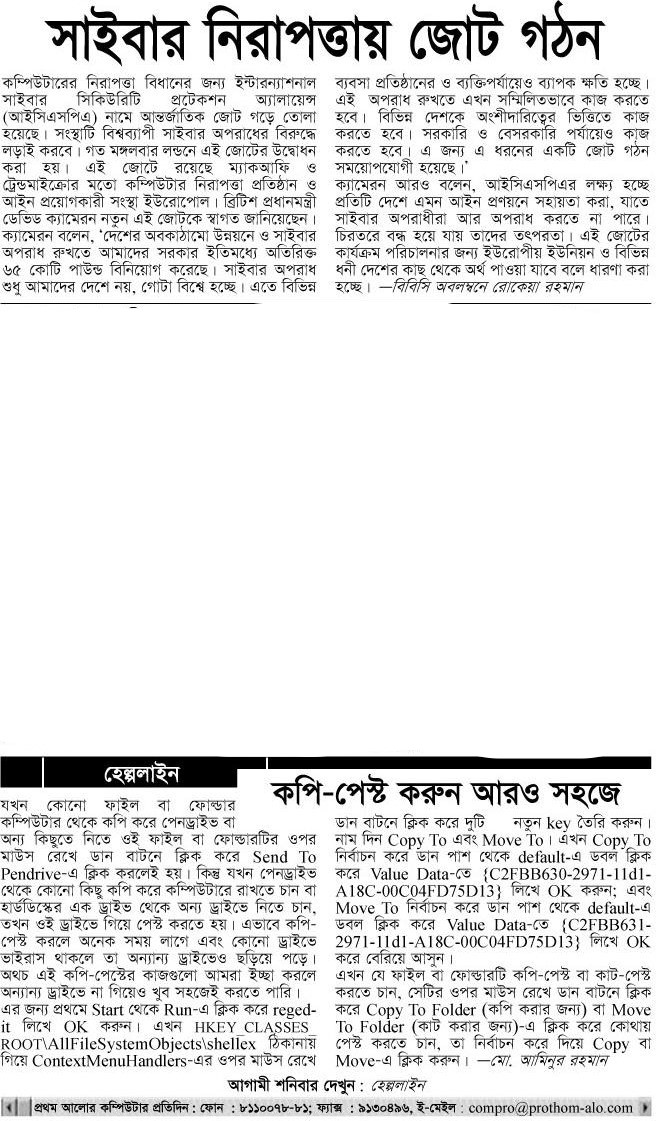 সাইবার নিরাপত্তায় জোট গঠন
কম্পিউটারের নিরাপত্তা বিধানের জন্য ইন্টারন্যাশনাল
সাইবার সিকিউরিটি প্রটেকশন অ্যালায়েন্স
(আইসিএসপিএ) নামে আন্তর্জাতিক জোট গড়ে তোলা
হয়েছে। সংস্থাটি বিশ্বব্যাপী সাইবার অপরাধের বিরুদ্ধে
লড়াই করবে। গত মঙ্গলবার লন্ডনে এই জোটের উদ্বোধন
করা হয়। এই জোটে রয়েছে ম্যাকআফি ও
ট্রেন্ডমাইক্রোর মতো কম্পিউটার নিরাপত্তা প্রতিষ্ঠান ও
আইন প্রয়োগকারী সংস্থা ইউরোপোল। ব্রিটিশ প্রধানমন্ত্রী
ডেভিড ক্যামেরন নতুন এই জোটকে স্বাগত জানিয়েছেন।
ক্যামেরন বলেন, ‘দেশের অবকাঠামো উন্নয়নে ও সাইবার
অপরাধ রুখতে আমাদের সরকার ইতিমধ্যে অতিরিক্ত
৬৫ কোটি পাউন্ড বিনিয়োগ করেছে। সাইবার অপরাধ
শুধু আমাদের দেশে নয়, গোটা বিশ্বে হচ্ছে। এতে বিভিন্ন
ব্যবসা প্রতিষ্ঠানের ও ব্যক্তিপর্যায়েও ব্যাপক ক্ষতি হচ্ছে।
এই অপরাধ রুখতে এখন সম্মিলিতভাবে কাজ করতে
হবে। বিভিন্ন দেশকে অংশীদারিত্বের ভিত্তিতে কাজ
করতে হবে। সরকারি ও বেসরকারি পর্যায়েও কাজ
করতে হবে। এ জন্য এ ধরনের একটি জোট গঠন
সময়োপযোগী হয়েছে।’
ক্যামেরন আরও বলেন, আইসিএসপিএর লক্ষ্য হচ্ছে
প্রতিটি দেশে এমন আইন প্রণয়নে সহায়তা করা, যাতে
সাইবার অপরাধীরা আর অপরাধ করতে না পারে।
চিরতরে বন্ধ হয়ে যায় তাদের তৎপরতা। এই জোটের
কার্যক্রম পরিচালনার জন্য ইউরোপীয় ইউনিয়ন ও বিভিন্ন
ধনী দেশের কাছ থেকে অর্থ পাওয়া যাবে বলে ধারণা করা
হচ্ছে। —বিবিসি অবলম্বনে রোকেয়া রহমান
হেল্পলাইন
কপি-পেস্ট করুন আরও সহজে
যখন কোনো ফাইল বা ফোল্ডার
কম্পিউটার থেকে কপি করে পেনড্রাইভ বা
অন্য কিছুতে নিতে ওই ফাইল বা ফোল্ডারটির ওপর
মাউস রেখে ডান বাটনে ক্লিক করে Send To
Pendrive-এ ক্লিক করলেই হয়। কিন্তু যখন পেনড্রাইভ
থেকে কোনো কিছু কপি করে কম্পিউটারে রাখতে চান বা
হার্ডডিস্কের এক ড্রাইভ থেকে অন্য ড্রাইভে নিতে চান,
তখন ওই ড্রাইভে গিয়ে পেস্ট করতে হয়। এভাবে কপি-
পেস্ট করলে অনেক সময় লাগে এবং কোনো ড্রাইভে
ভাইরাস থাকলে তা অন্যান্য ড্রাইভেও ছড়িয়ে পড়ে।
অথচ এই কপি-পেস্টের কাজগুলো আমরা ইচ্ছা করলে
অন্যান্য ড্রাইভে না গিয়েও খুব সহজেই করতে পারি।
এর জন্য প্রথমে Start থেকে Run-এ ক্লিক করে reged-
it লিখে OK করুন। এখন HKEY_CLASSES_
ROOT\AllFileSystemObjects\shellex ঠিকানায়
গিয়ে ContextMenuHandlers-এর ওপর মাউস রেখে
ডান বাটনে ক্লিক করে দুটি নতুন key তৈরি করুন।
নাম দিন Copy To এবং Move To। এখন Copy To
নির্বাচন করে ডান পাশ থেকে default-এ ডবল ক্লিক
করে Value Data-তে {C2FBB630-2971-11d1-
A18C-00C04FD75D13} লিখে OK করুন; এবং
Move To নির্বাচন করে ডান পাশ থেকে default-এ
ডবল ক্লিক করে Value Data-তে {C2FBB631-
2971-11d1-A18C-00C04FD75D13} লিখে OK
করে বেরিয়ে আসুন।
এখন যে ফাইল বা ফোল্ডারটি কপি-পেস্ট বা কাট-পেস্ট
করতে চান, সেটির ওপর মাউস রেখে ডান বাটনে ক্লিক
করে Copy To Folder (কপি করার জন্য) বা Move
To Folder (কাট করার জন্য)-এ ক্লিক করে কোথায়
পেস্ট করতে চান, তা নির্বাচন করে দিয়ে Copy বা
Move-এ ক্লিক করুন। —মো. আমিনুর রহমান
আগামী শনিবার দেখুন : হেল্পলাইন
প্রথম আলোর কম্পিউটার প্রতিদিন : ফোন : ৮১১০০৭৮-৮১; ফ্যাক্স : ৯১৩০৪৯৬, ই-মেইল : compro@prothom-alo.com